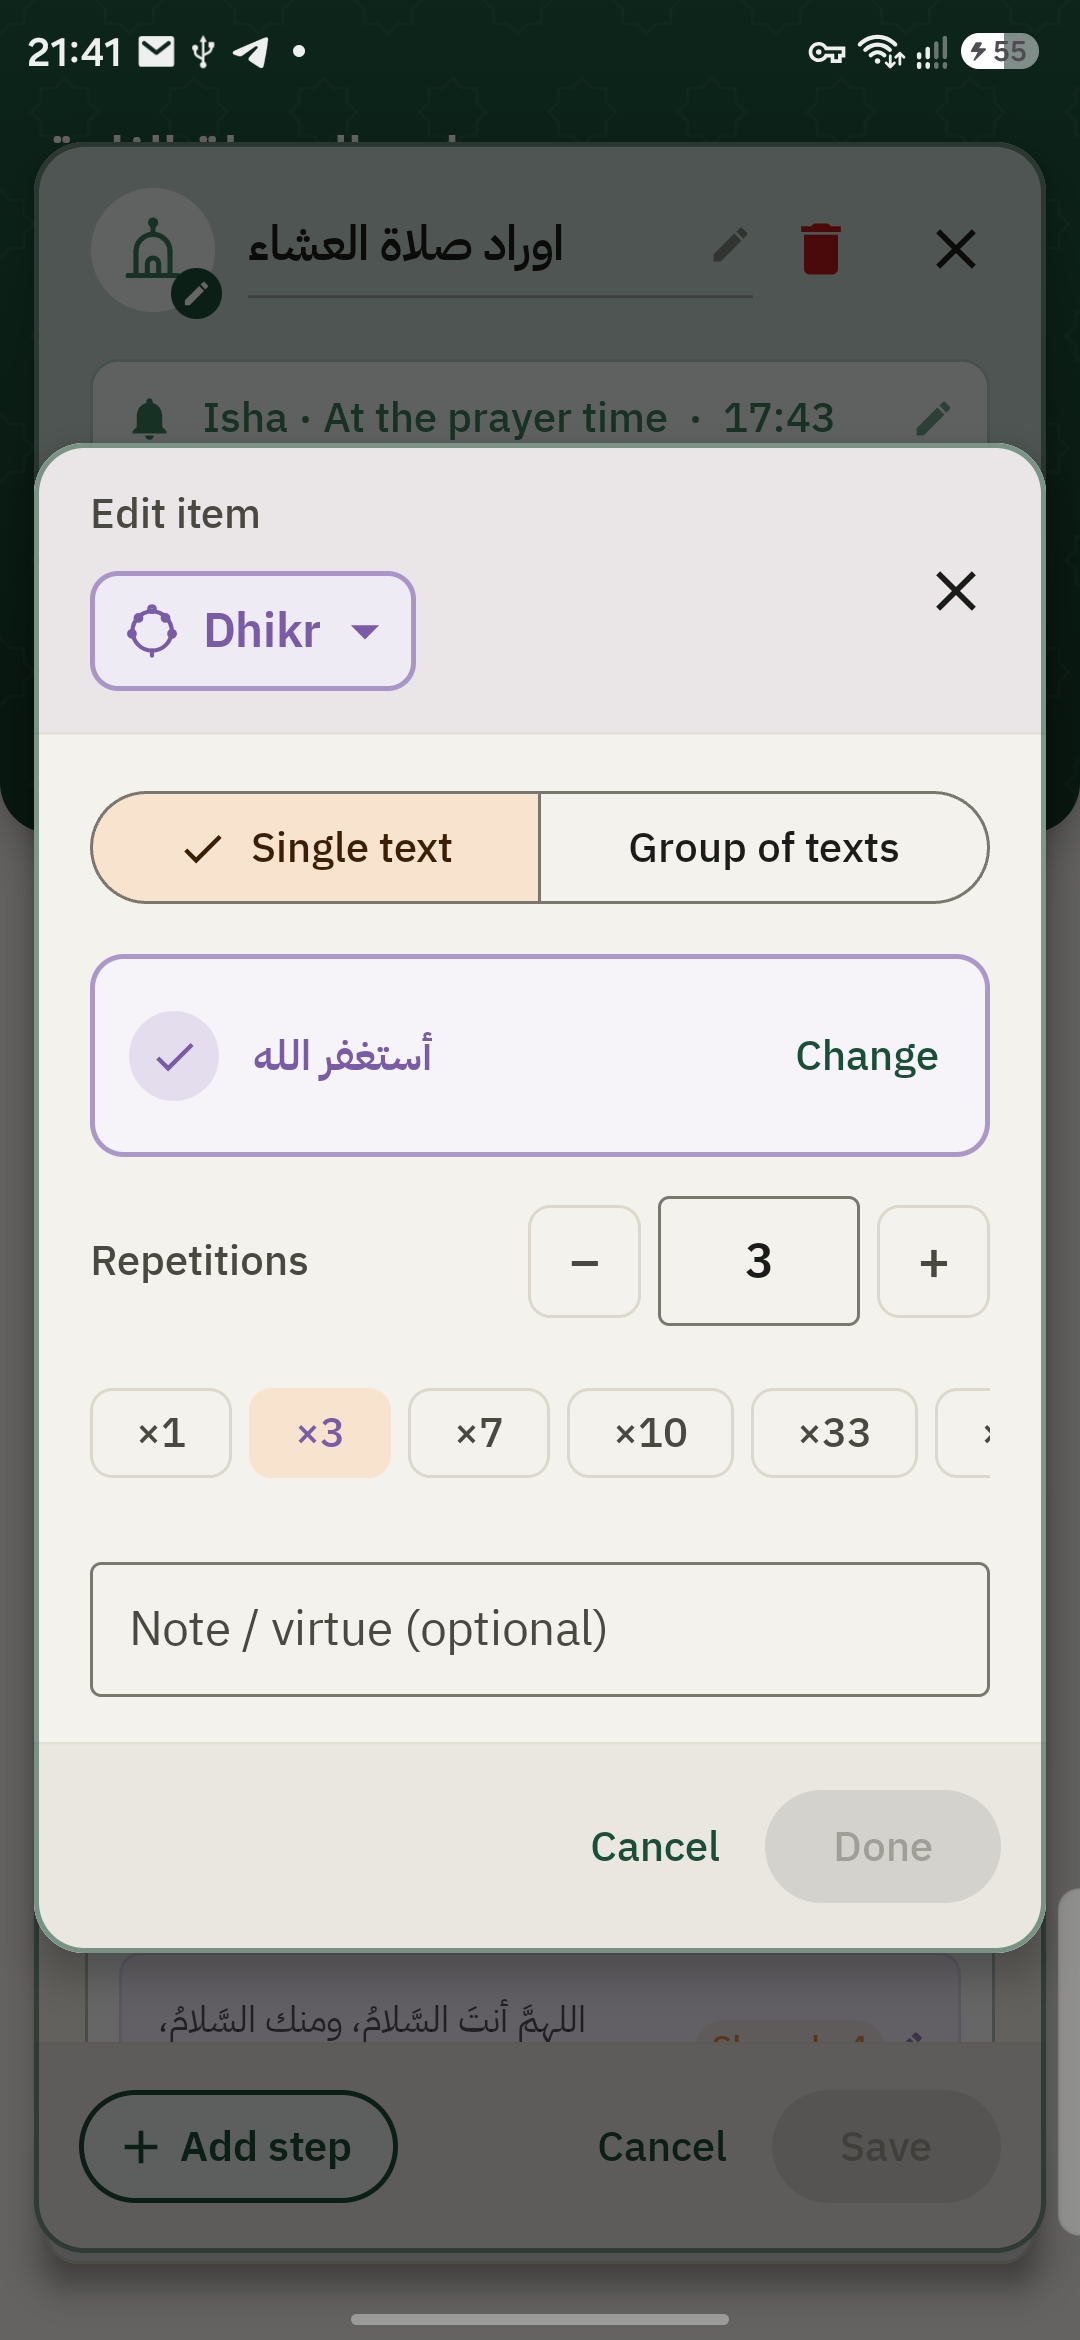 21:41
55
اوراد صلاة العشاء
Isha · At the prayer time · 17:43
Edit item
Dhikr
Single text
Group of texts
أستغفر الله
Change
Repetitions
−
3
+
×1
×3
×7
×10
×33
Note / virtue (optional)
Cancel
Done
اللهمَّ أنتَ السَّلامُ، ومنك السَّلامُ،
+ Add step
Cancel
Save